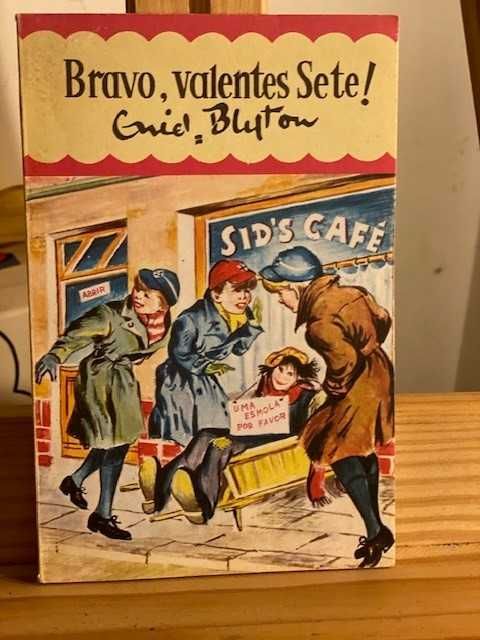 Bravo, valentes Sete!
Enid Blyton
SID'S CAFÉ
ABRIR
UMA
ESMOLA
POR FAVOR